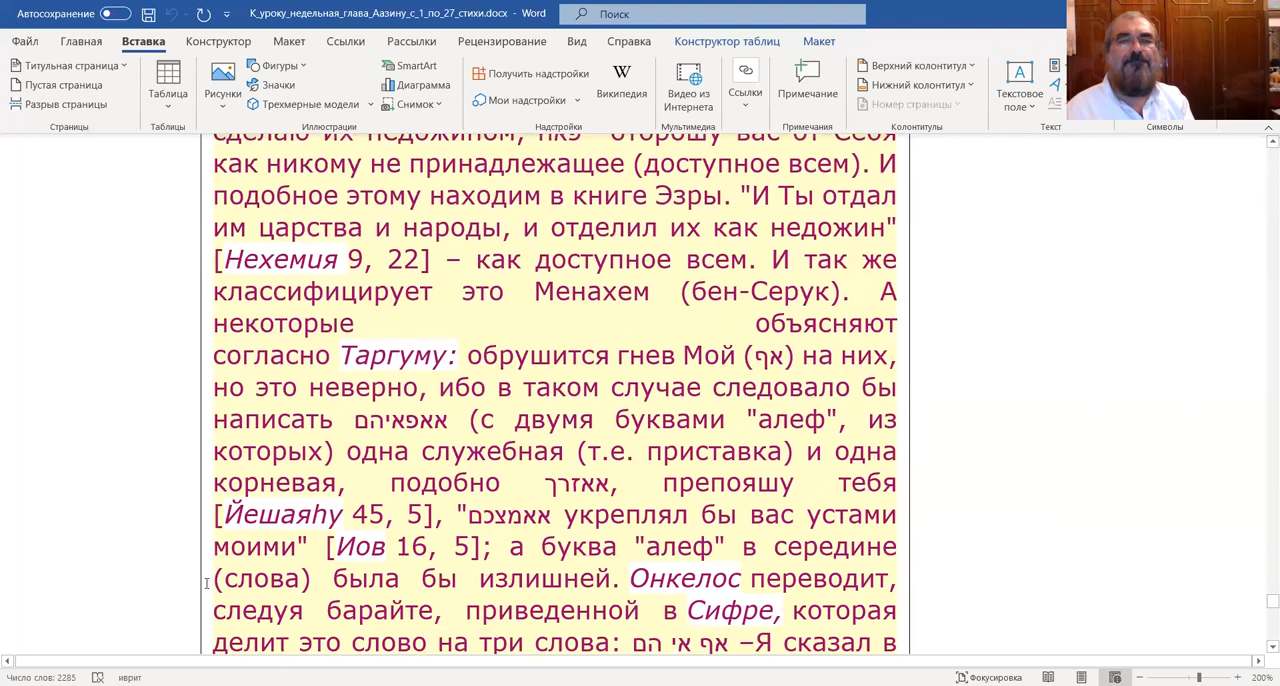 Автосохранение
К_уроку_недельная_глава_Аазину_с_1_по_27_стихи.docx - Word
Поиск
Файл Главная Вставка Конструктор Макет Ссылки Рассылки Рецензирование Вид Справка Конструктор таблиц Макет
Титульная страница
Пустая страница
Разрыв страницы
Страницы
Таблица
Таблицы
Рисунки
Фигуры
Значки
Трехмерные модели
SmartArt
Диаграмма
Снимок
Иллюстрации
Получить надстройки
Мои надстройки
Надстройки
W
Википедия
Видео из Интернета
Мультимедиа
Ссылки
Примечание
Примечания
Верхний колонтитул
Нижний колонтитул
Номер страницы
Колонтитулы
Текстовое поле
Текст
Символы
сделаю их недожином, оторошу вас от Себя
как никому не принадлежащее (доступное всем). И
подобное этому находим в книге Эзры. "И Ты отдал
им царства и народы, и отделил их как недожин"
[Нехемия 9, 22] – как доступное всем. И так же
классифицирует это Менахем (бен-Серук). А
некоторые объясняют
согласно Таргуму: обрушится гнев Мой (אף) на них,
но это неверно, ибо в таком случае следовало бы
написать אאפאיהם (с двумя буквами "алеф", из
которых) одна служебная (т.е. приставка) и одна
корневая, подобно אאזרך, препояшу тебя
[Йешаяhу 45, 5], "אאמצכם укреплял бы вас устами
моими" [Иов 16, 5]; а буква "алеф" в середине
(слова) была бы излишней. Онкелос переводит,
следуя барайте, приведенной в Сифре, которая
делит это слово на три слова: אף אי הם –Я сказал в
Число слов: 2285 иврит Фокусировка 200%